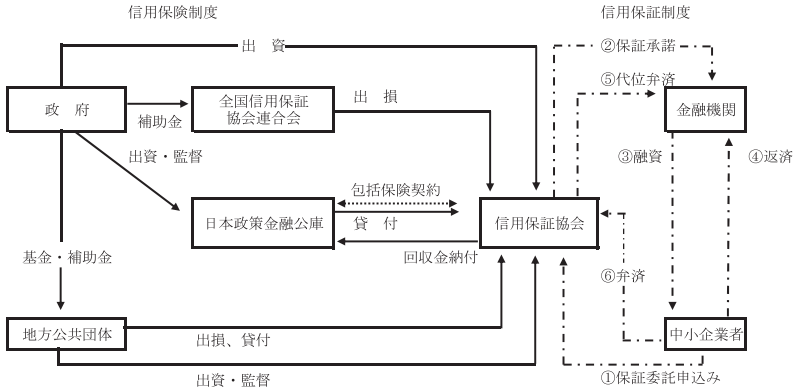 信用保険制度
信用保証制度
出　資
②保証承諾
⑤代位弁済
政　府
補助金
全国信用保証
協会連合会
出　損
金融機関
出資・監督
③融資
④返済
包括保険契約
日本政策金融公庫
貸　付
信用保証協会
回収金納付
基金・補助金
⑥弁済
地方公共団体
出損、貸付
中小企業者
出資・監督
①保証委託申込み